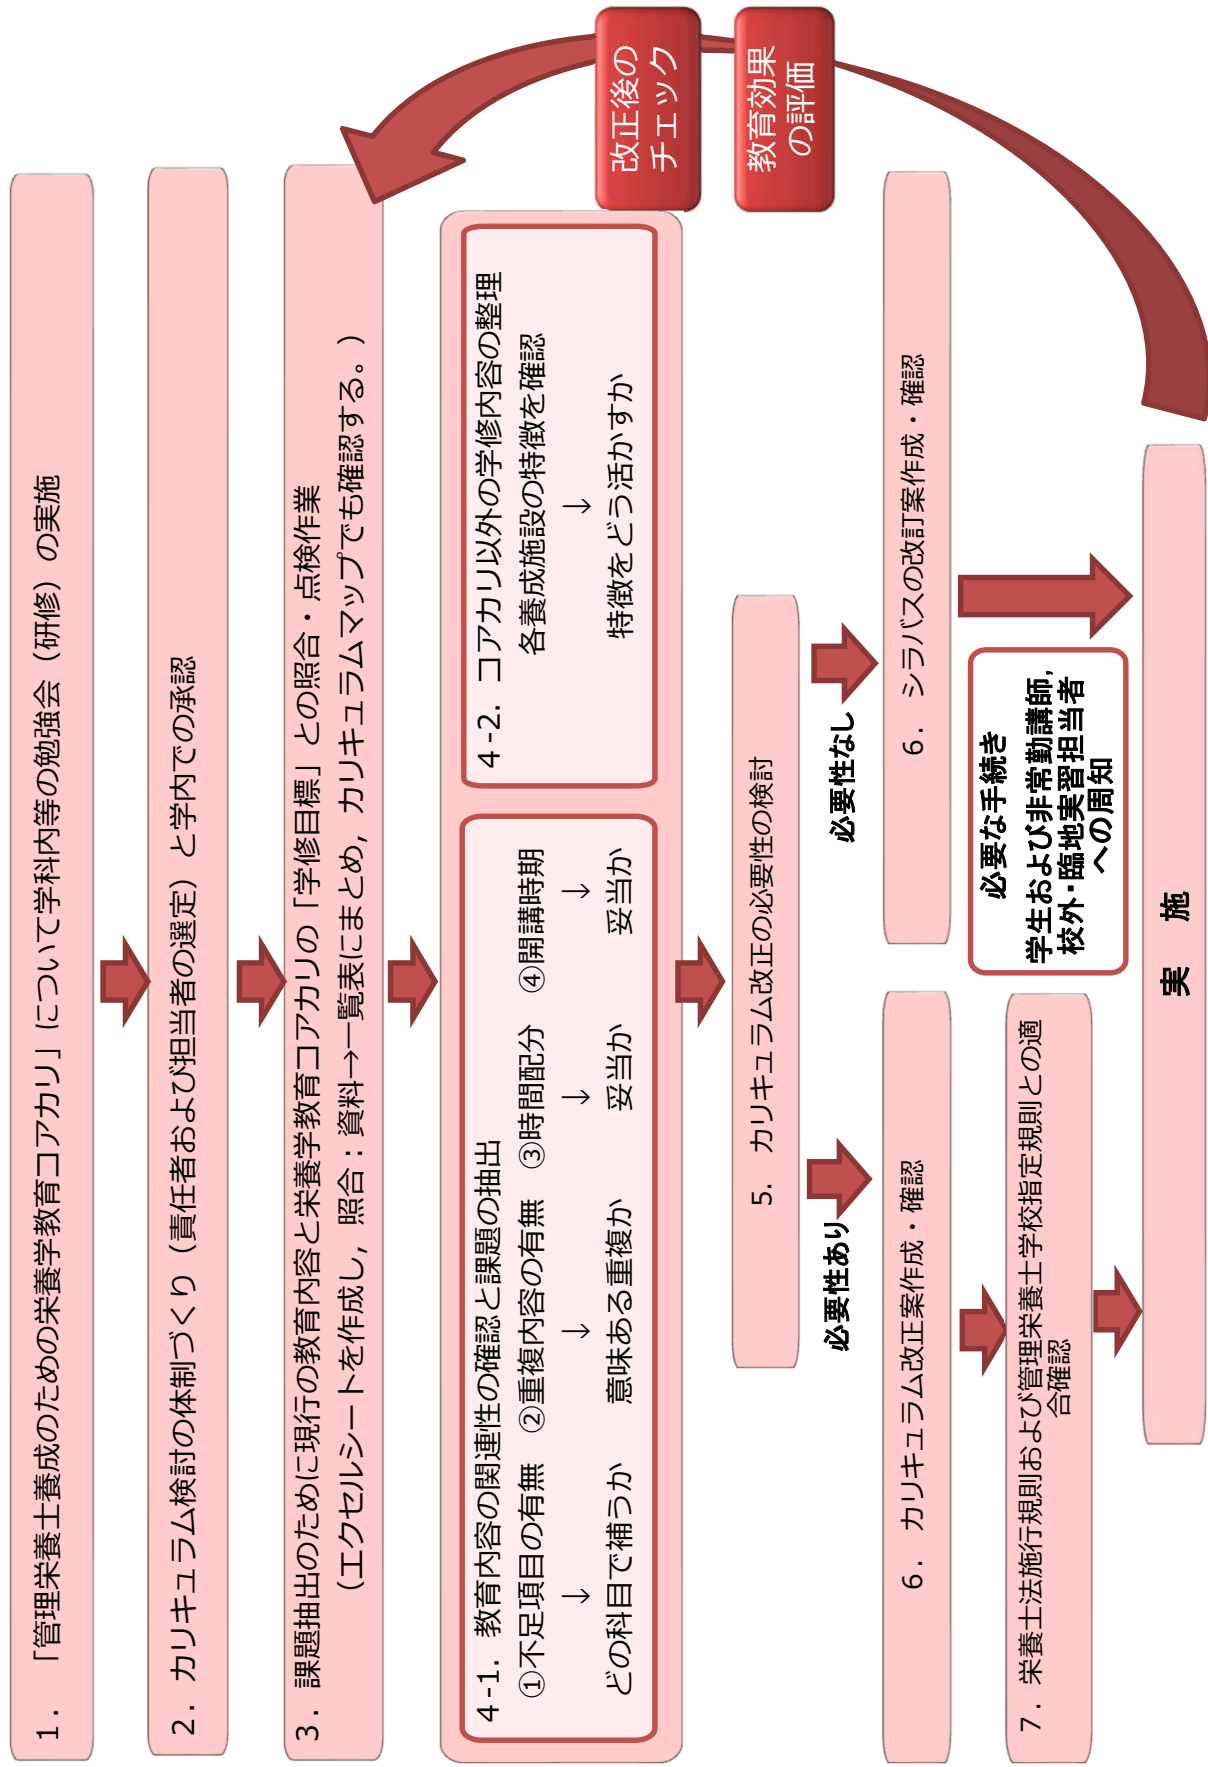 1. 「管理栄養士養成のための栄養学教育コアカリ」について学科内等の勉強会（研修）の実施
2. カリキュラム検討の体制づくり（責任者および担当者の選定）と学内での承認
3. 課題抽出のために現行の教育内容と栄養学教育コアカリの「学修目標」との照合・点検作業
（エクセルシートを作成し，照合：資料→一覧表にまとめ，カリキュラムマップでも確認する。）
4-1. 教育内容の関連性の確認と課題の抽出
①不足項目の有無 ②重複内容の有無 ③時間配分 ④開講時期
↓ ↓ ↓ ↓
どの科目で補うか 意味ある重複か 妥当か 妥当か
4-2. コアカリ以外の学修内容の整理
各養成施設の特徴を確認
↓
特徴をどう活かすか
改正後の
チェック
教育効果
の評価
5. カリキュラム改正の必要性の検討
必要性あり
必要性なし
6. カリキュラム改正案作成・確認
6. シラバスの改訂案作成・確認
7. 栄養士法施行規則および管理栄養士学校指定規則との適
合確認
必要な手続き
学生および非常勤講師，
校外・臨地実習担当者
への周知
実 施